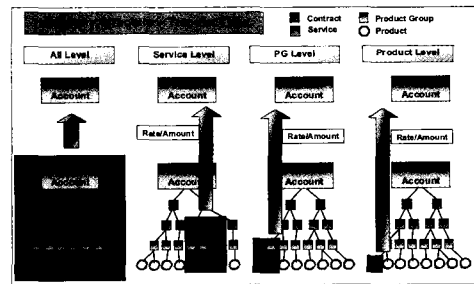 Contract
Product Group
Service
Product
All Level
Service Level
PG Level
Product Level
Account
Account
Account
Account
Rate/Amount
Rate/Amount
Rate/Amount
Account
Account
Account